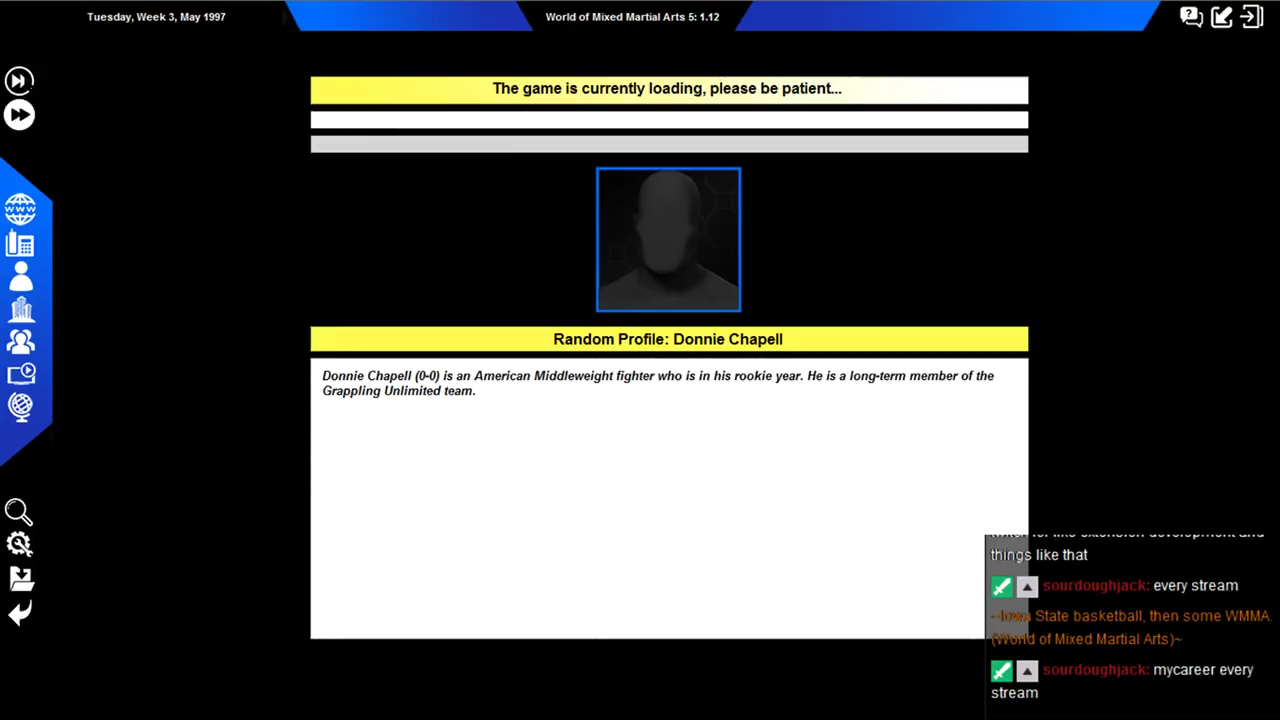 Tuesday, Week 3, May 1997
World of Mixed Martial Arts 5: 1.12
The game is currently loading, please be patient...
WWW
Random Profile: Donnie Chapell
Donnie Chapell (0-0) is an American Middleweight fighter who is in his rookie year. He is a long-term member of the
Grappling Unlimited team.
things like that
sourdoughjack: every stream
~Iowa State basketball, then some WMMA.
(World of Mixed Martial Arts)~
sourdoughjack: mycareer every
stream